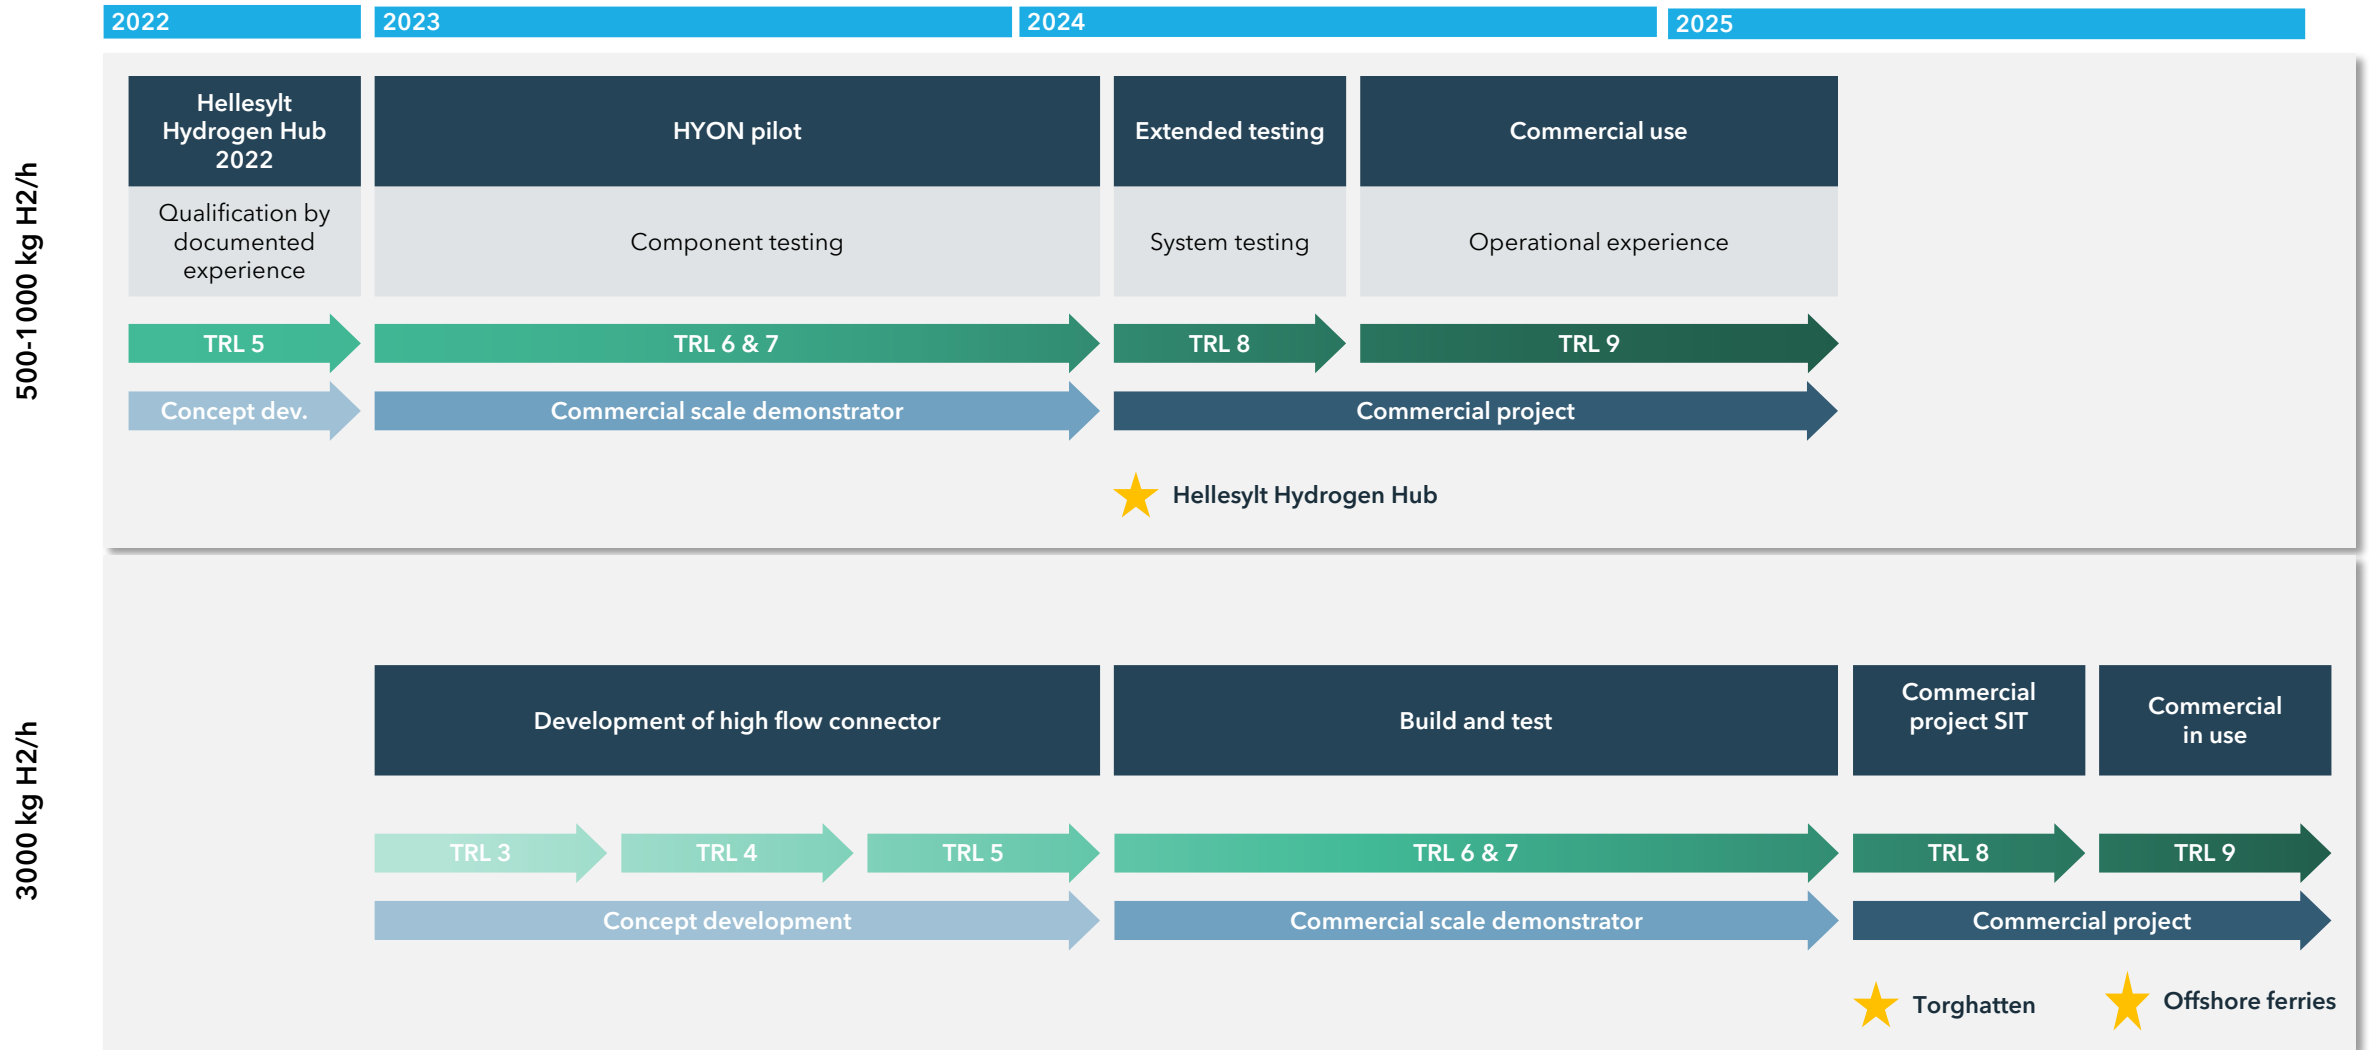 2022
2023
2024
2025
500-1000 kg H2/h
Hellesylt
Hydrogen Hub
2022
HYON pilot
Extended testing
Commercial use
Qualification by
documented
experience
Component testing
System testing
Operational experience
TRL 5
TRL 6 & 7
TRL 8
TRL 9
Concept dev.
Commercial scale demonstrator
Commercial project
Hellesylt Hydrogen Hub
3000 kg H2/h
Development of high flow connector
Build and test
Commercial
project SIT
Commercial
in use
TRL 3
TRL 4
TRL 5
TRL 6 & 7
TRL 8
TRL 9
Concept development
Commercial scale demonstrator
Commercial project
Torghatten
Offshore ferries